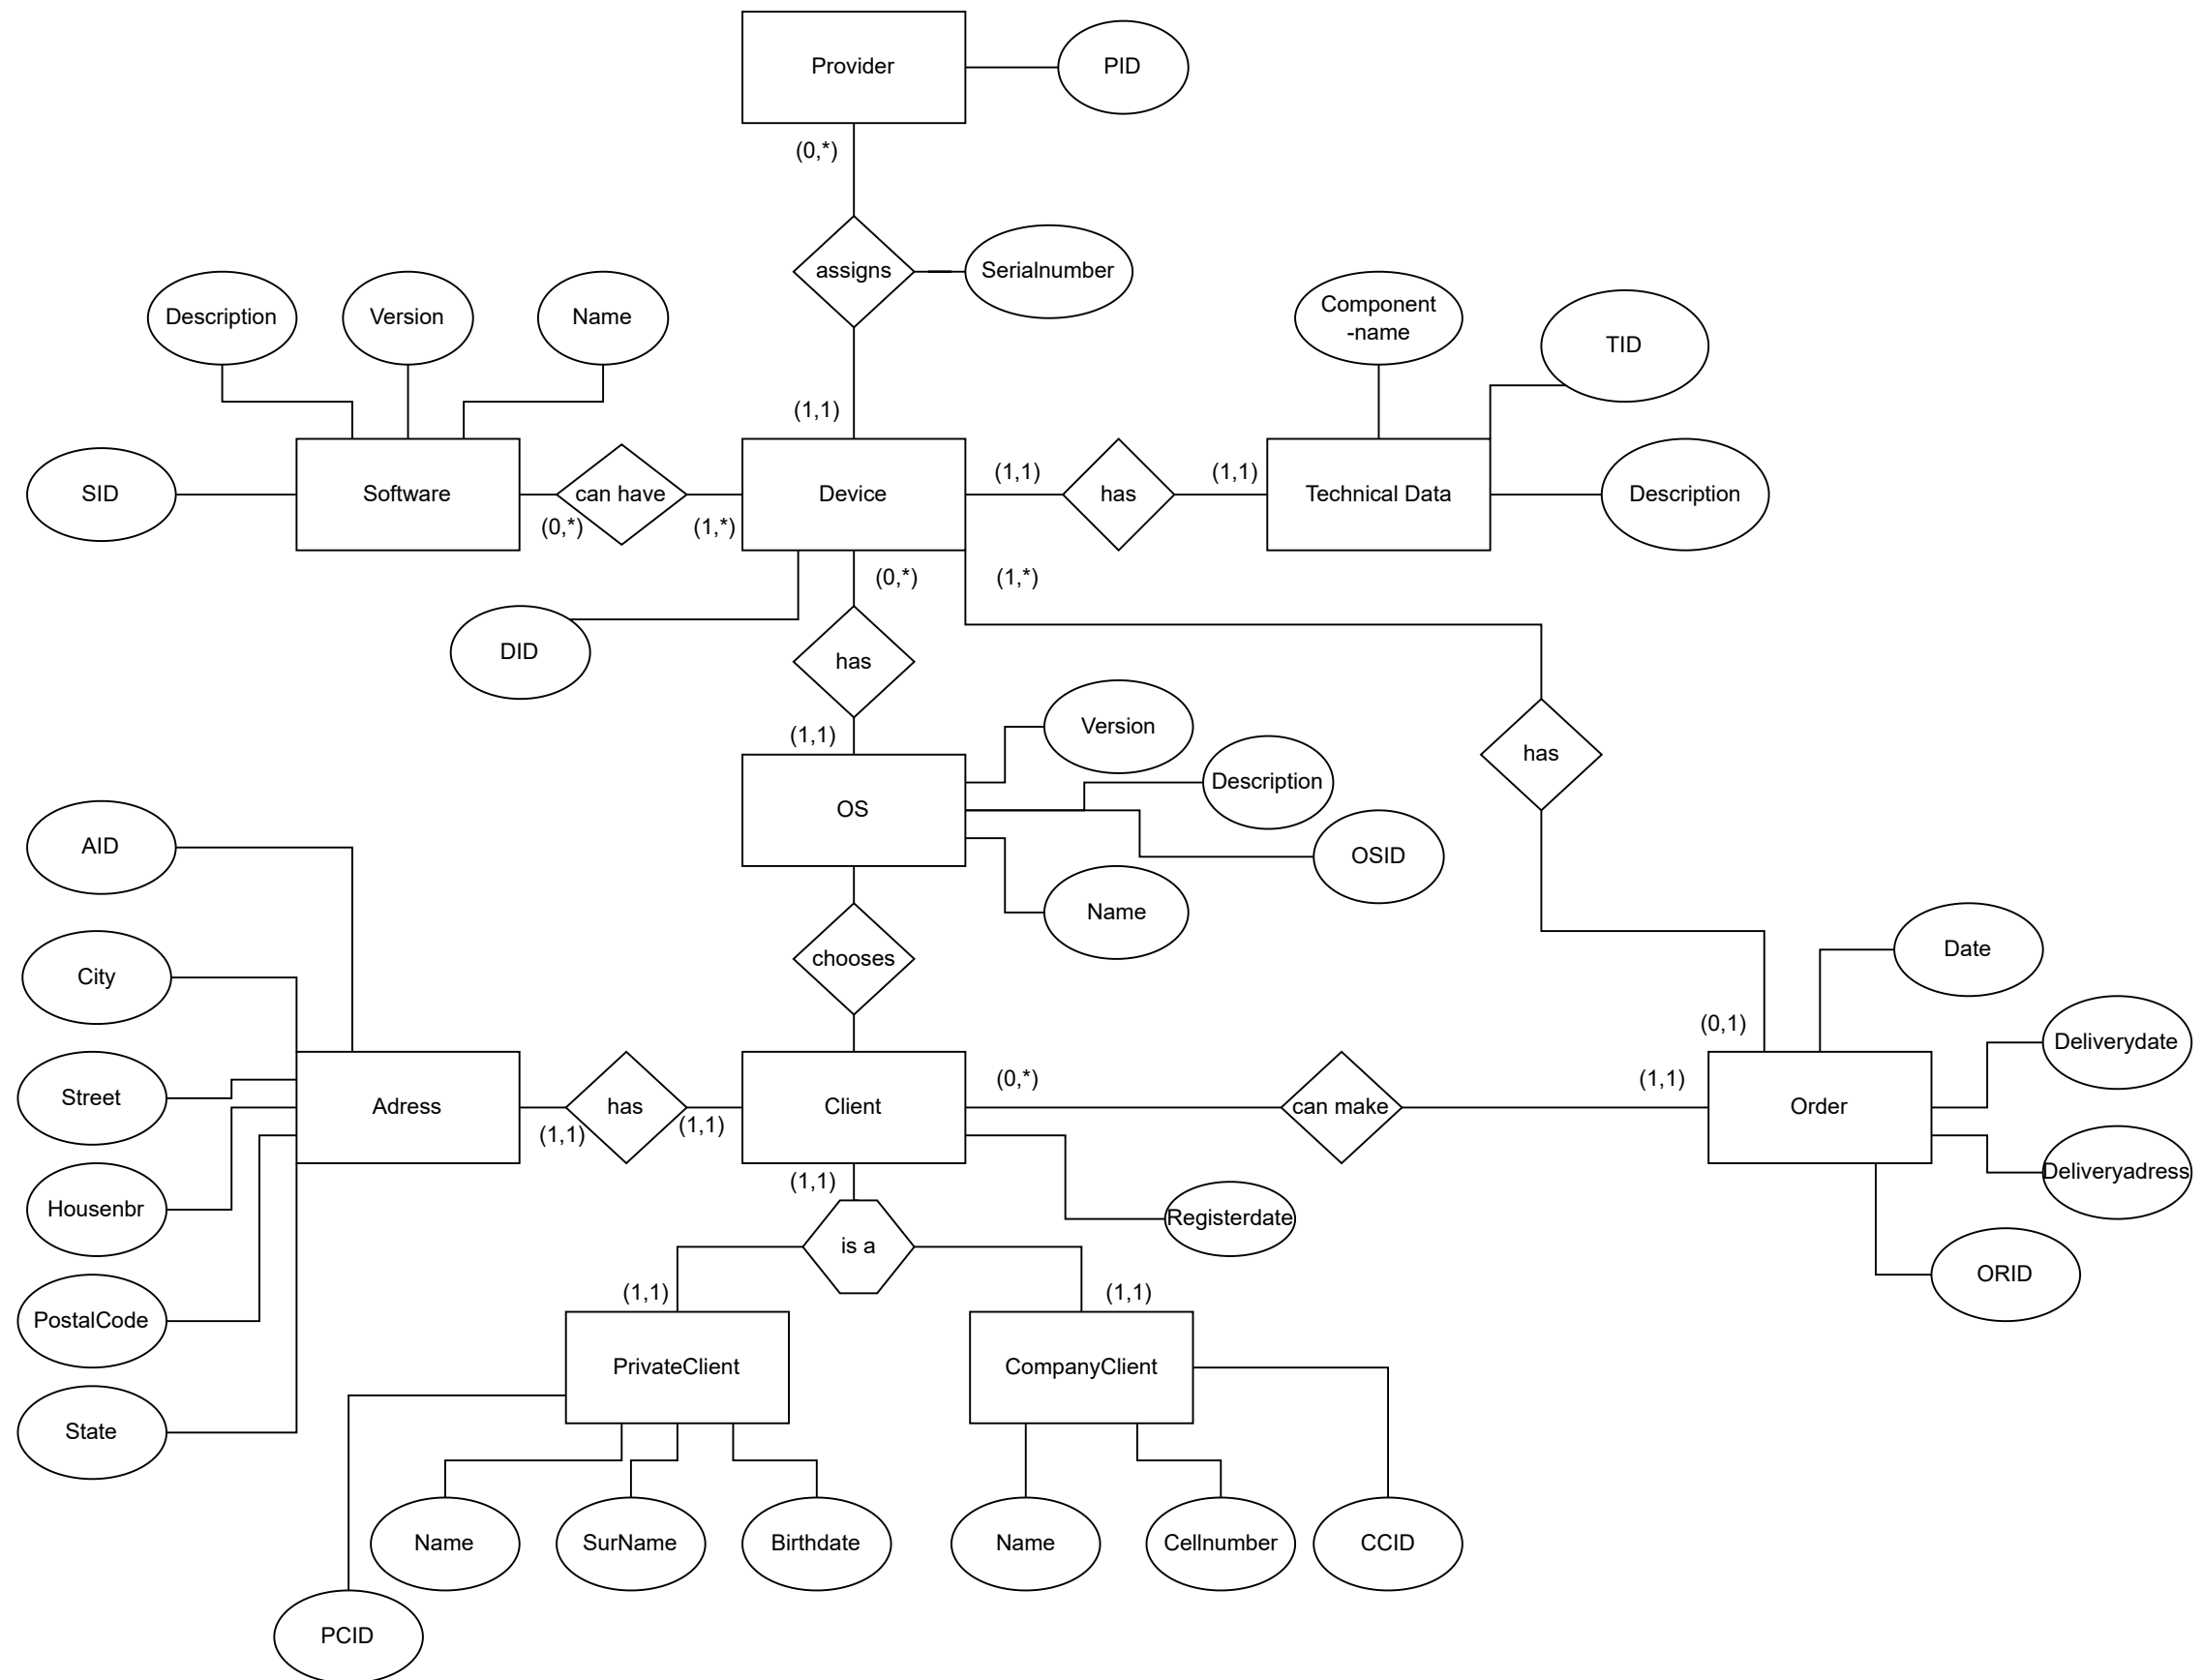 Provider
PID
(0,*)
assigns
Serialnumber
Description
Version
Name
Component
-name
TID
(1,1)
SID
Software
can have
(0,*)
(1,*)
Device
(1,1)
has
(1,1)
Technical Data
Description
(0,*)
(1,*)
DID
has
(1,1)
Version
Description
has
OS
OSID
Name
AID
chooses
Date
City
(0,1)
Deliverydate
Street
Adress
has
(1,1)
(1,1)
Client
(0,*)
can make
(1,1)
Order
(1,1)
Deliveryadress
Housenbr
Registerdate
is a
ORID
(1,1)
(1,1)
PostalCode
PrivateClient
CompanyClient
State
Name
SurName
Birthdate
Name
Cellnumber
CCID
PCID